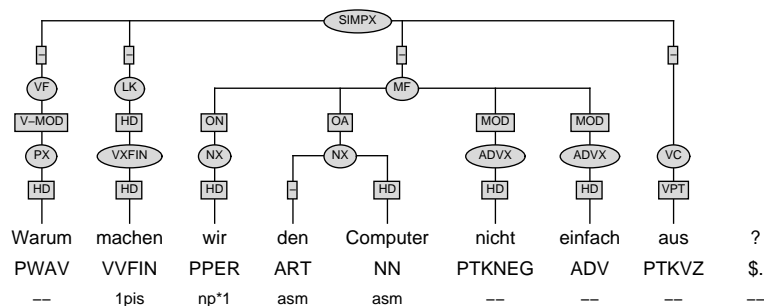 SIMPX
– – –
VF LK MF
V–MOD HD ON OA MOD MOD
PX VXFIN NX NX ADVX ADVX VC
HD HD HD – HD HD HD VPT
Warum machen wir den Computer nicht einfach aus ?
PWAV VVFIN PPER ART NN PTKNEG ADV PTKVZ $.
–– 1pis np*1 asm asm –– –– –– ––